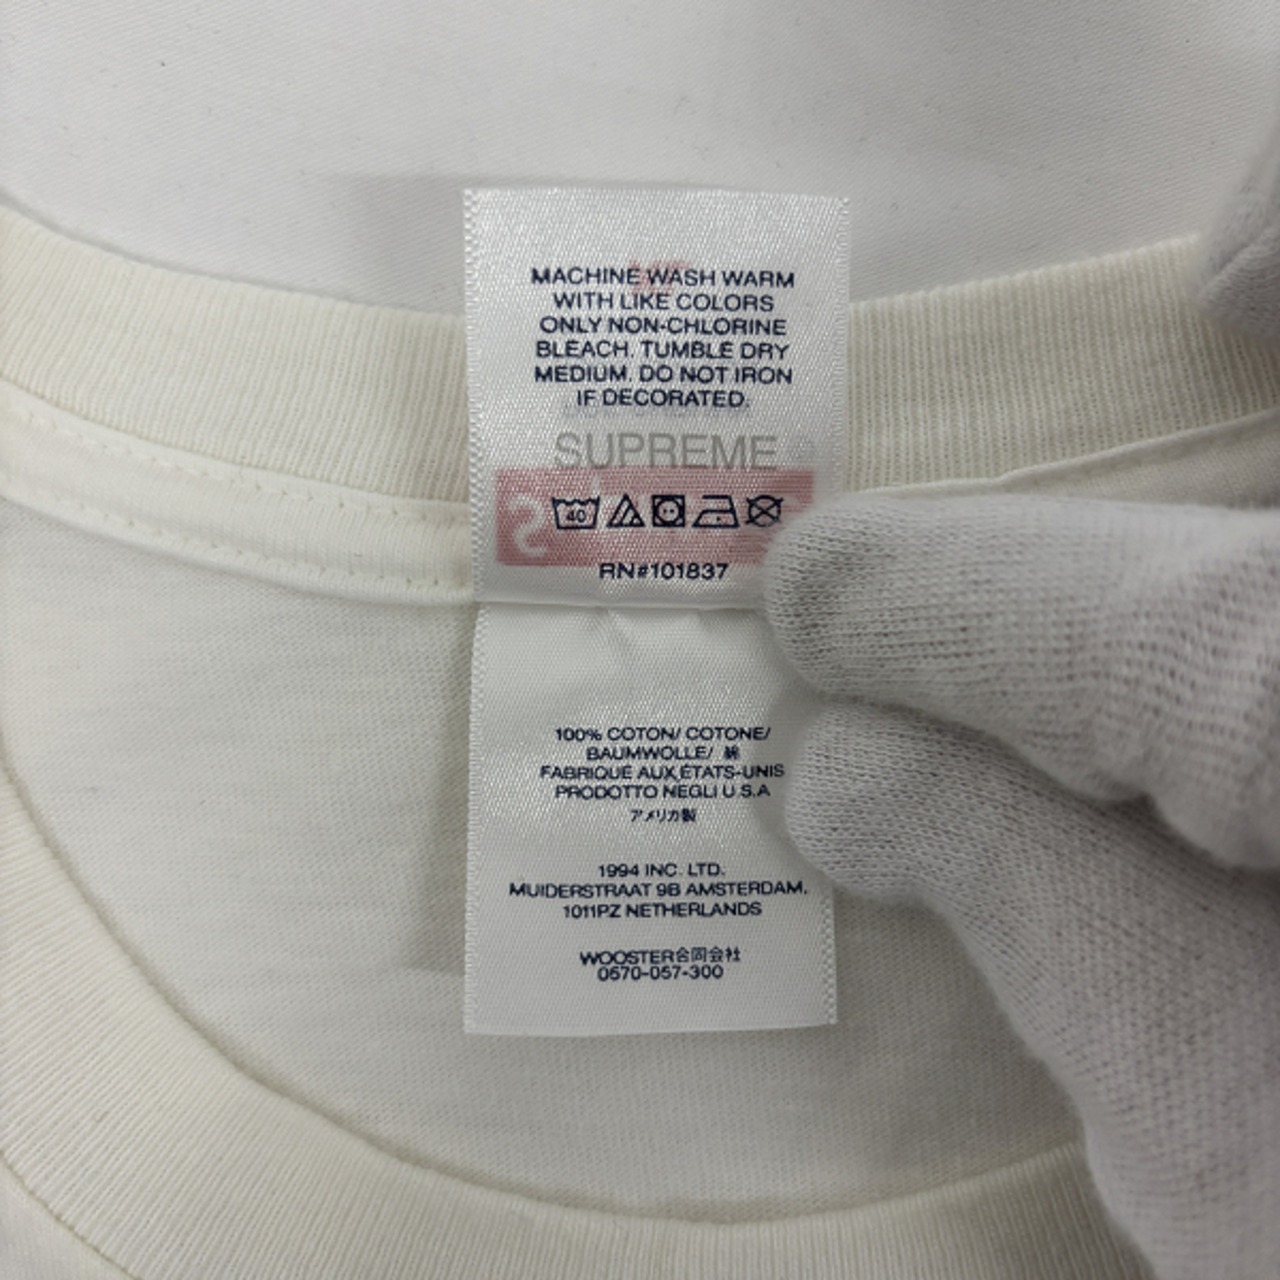 MACHINE WASH WARM
WITH LIKE COLORS
ONLY NON-CHLORINE
BLEACH. TUMBLE DRY
MEDIUM. DO NOT IRON
IF DECORATED.
SUPREME
40
RN#101837
100% COTON/ COTONE/
BAUMWOLLE/ 綿
FABRIQUÉ AUX ÉTATS-UNIS
PRODOTTO NEGLI U.S.A
アメリカ製
1994 INC. LTD.
MUIDERSTRAAT 9B AMSTERDAM,
1011PZ NETHERLANDS
WOOSTER合同会社
0570-057-300